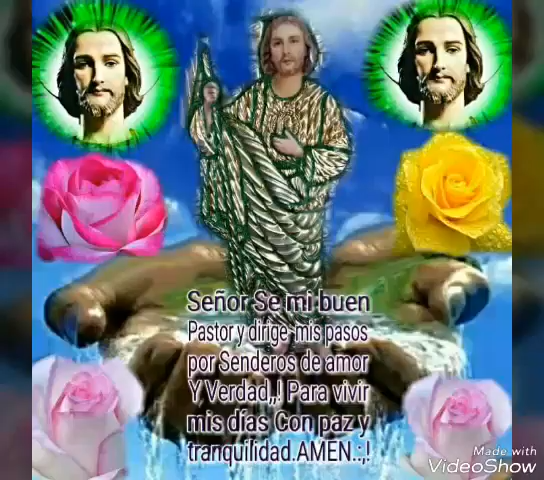 Señor Se mi buen
Pastor y dirige mis pasos
por Senderos de amor
Y Verdad,,! Para vivir
mis días Con paz y
tranquilidad.AMEN.:,!
Made with
VideoShow